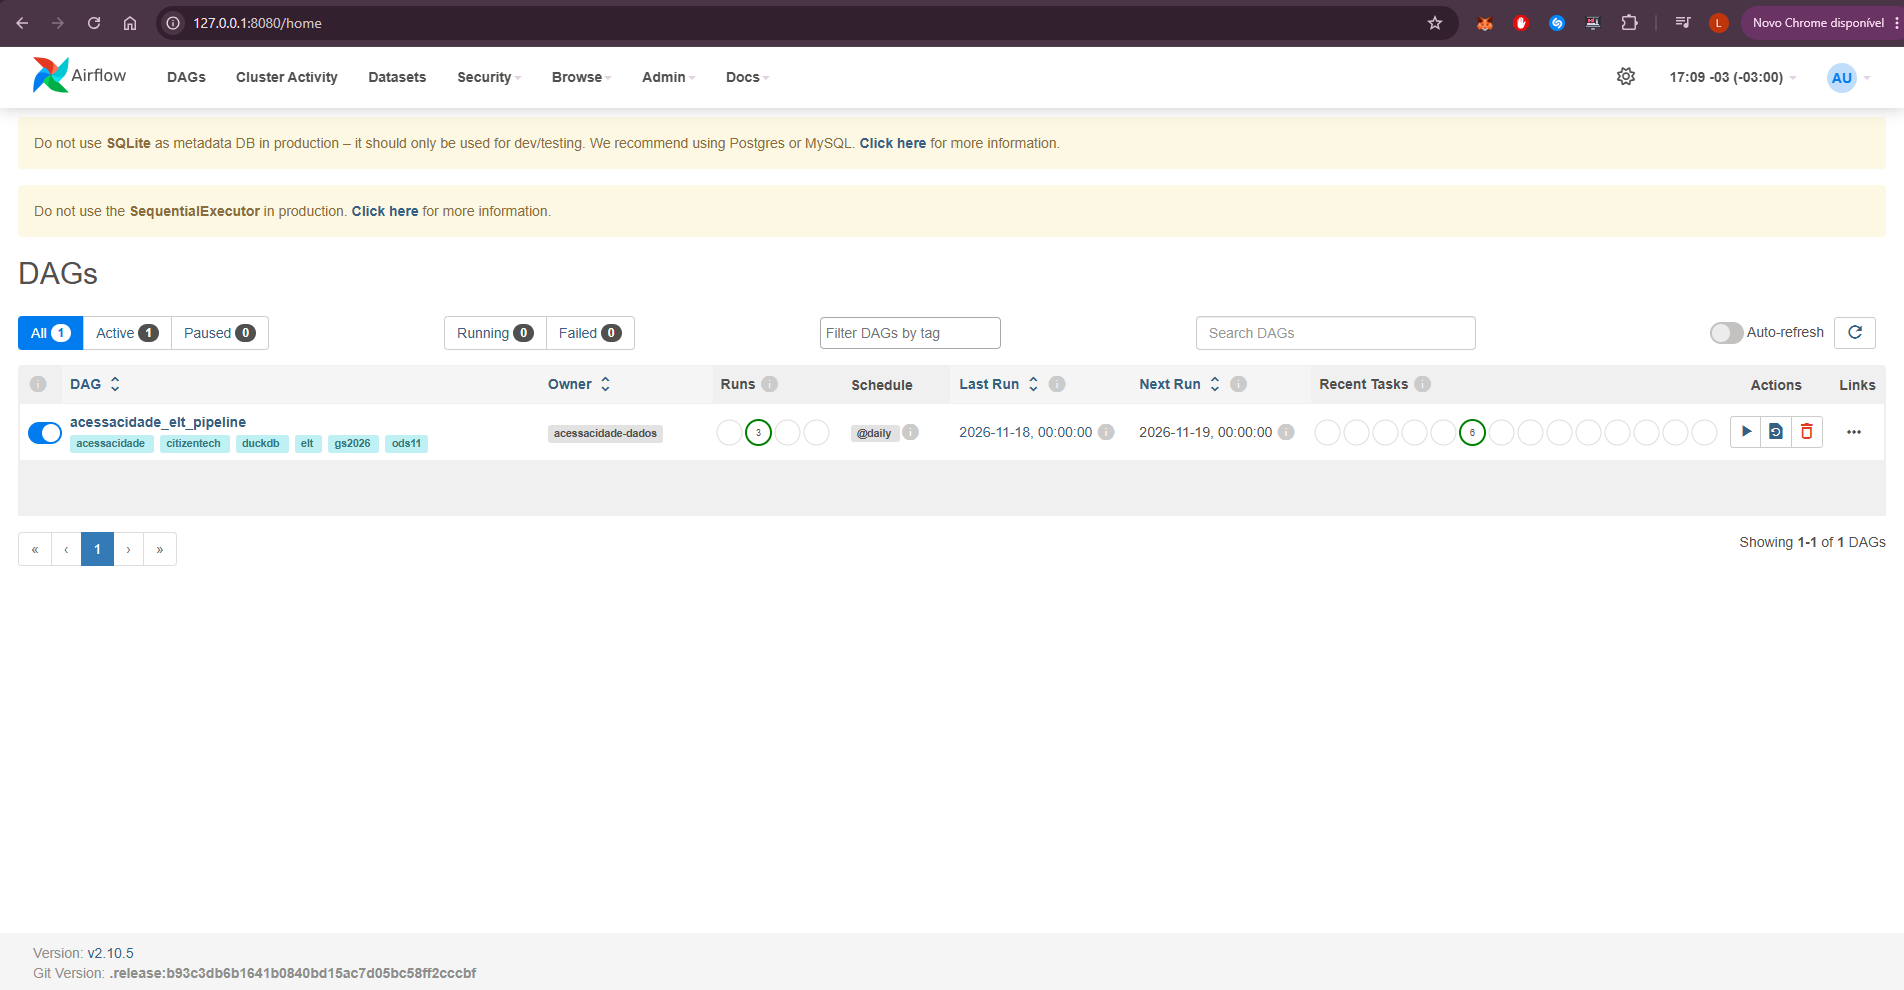 127.0.0.1:8080/home
L
Novo Chrome disponível
Airflow
DAGs
Cluster Activity
Datasets
Security
Browse
Admin
Docs
17:09 -03 (-03:00)
AU
Do not use SQLite as metadata DB in production – it should only be used for dev/testing. We recommend using Postgres or MySQL. Click here for more information.
Do not use the SequentialExecutor in production. Click here for more information.
DAGs
All 1
Active 1
Paused 0
Running 0
Failed 0
Filter DAGs by tag
Search DAGs
Auto-refresh
DAG
Owner
Runs
Schedule
Last Run
Next Run
Recent Tasks
Actions
Links
acessacidade_elt_pipeline
acessacidade
citizentech
duckdb
elt
gs2026
ods11
acessacidade-dados
3
@daily
2026-11-18, 00:00:00
2026-11-19, 00:00:00
6
« ‹ 1 › »
Showing 1-1 of 1 DAGs
Version: v2.10.5
Git Version: .release:b93c3db6b1641b0840bd15ac7d05bc58ff2cccbf